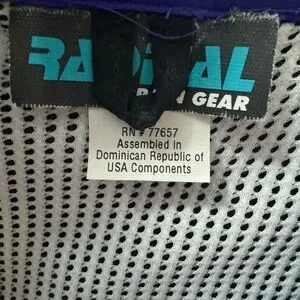 GEAR
RN # 77657
Assembled In
Dominican Republic of
USA Components